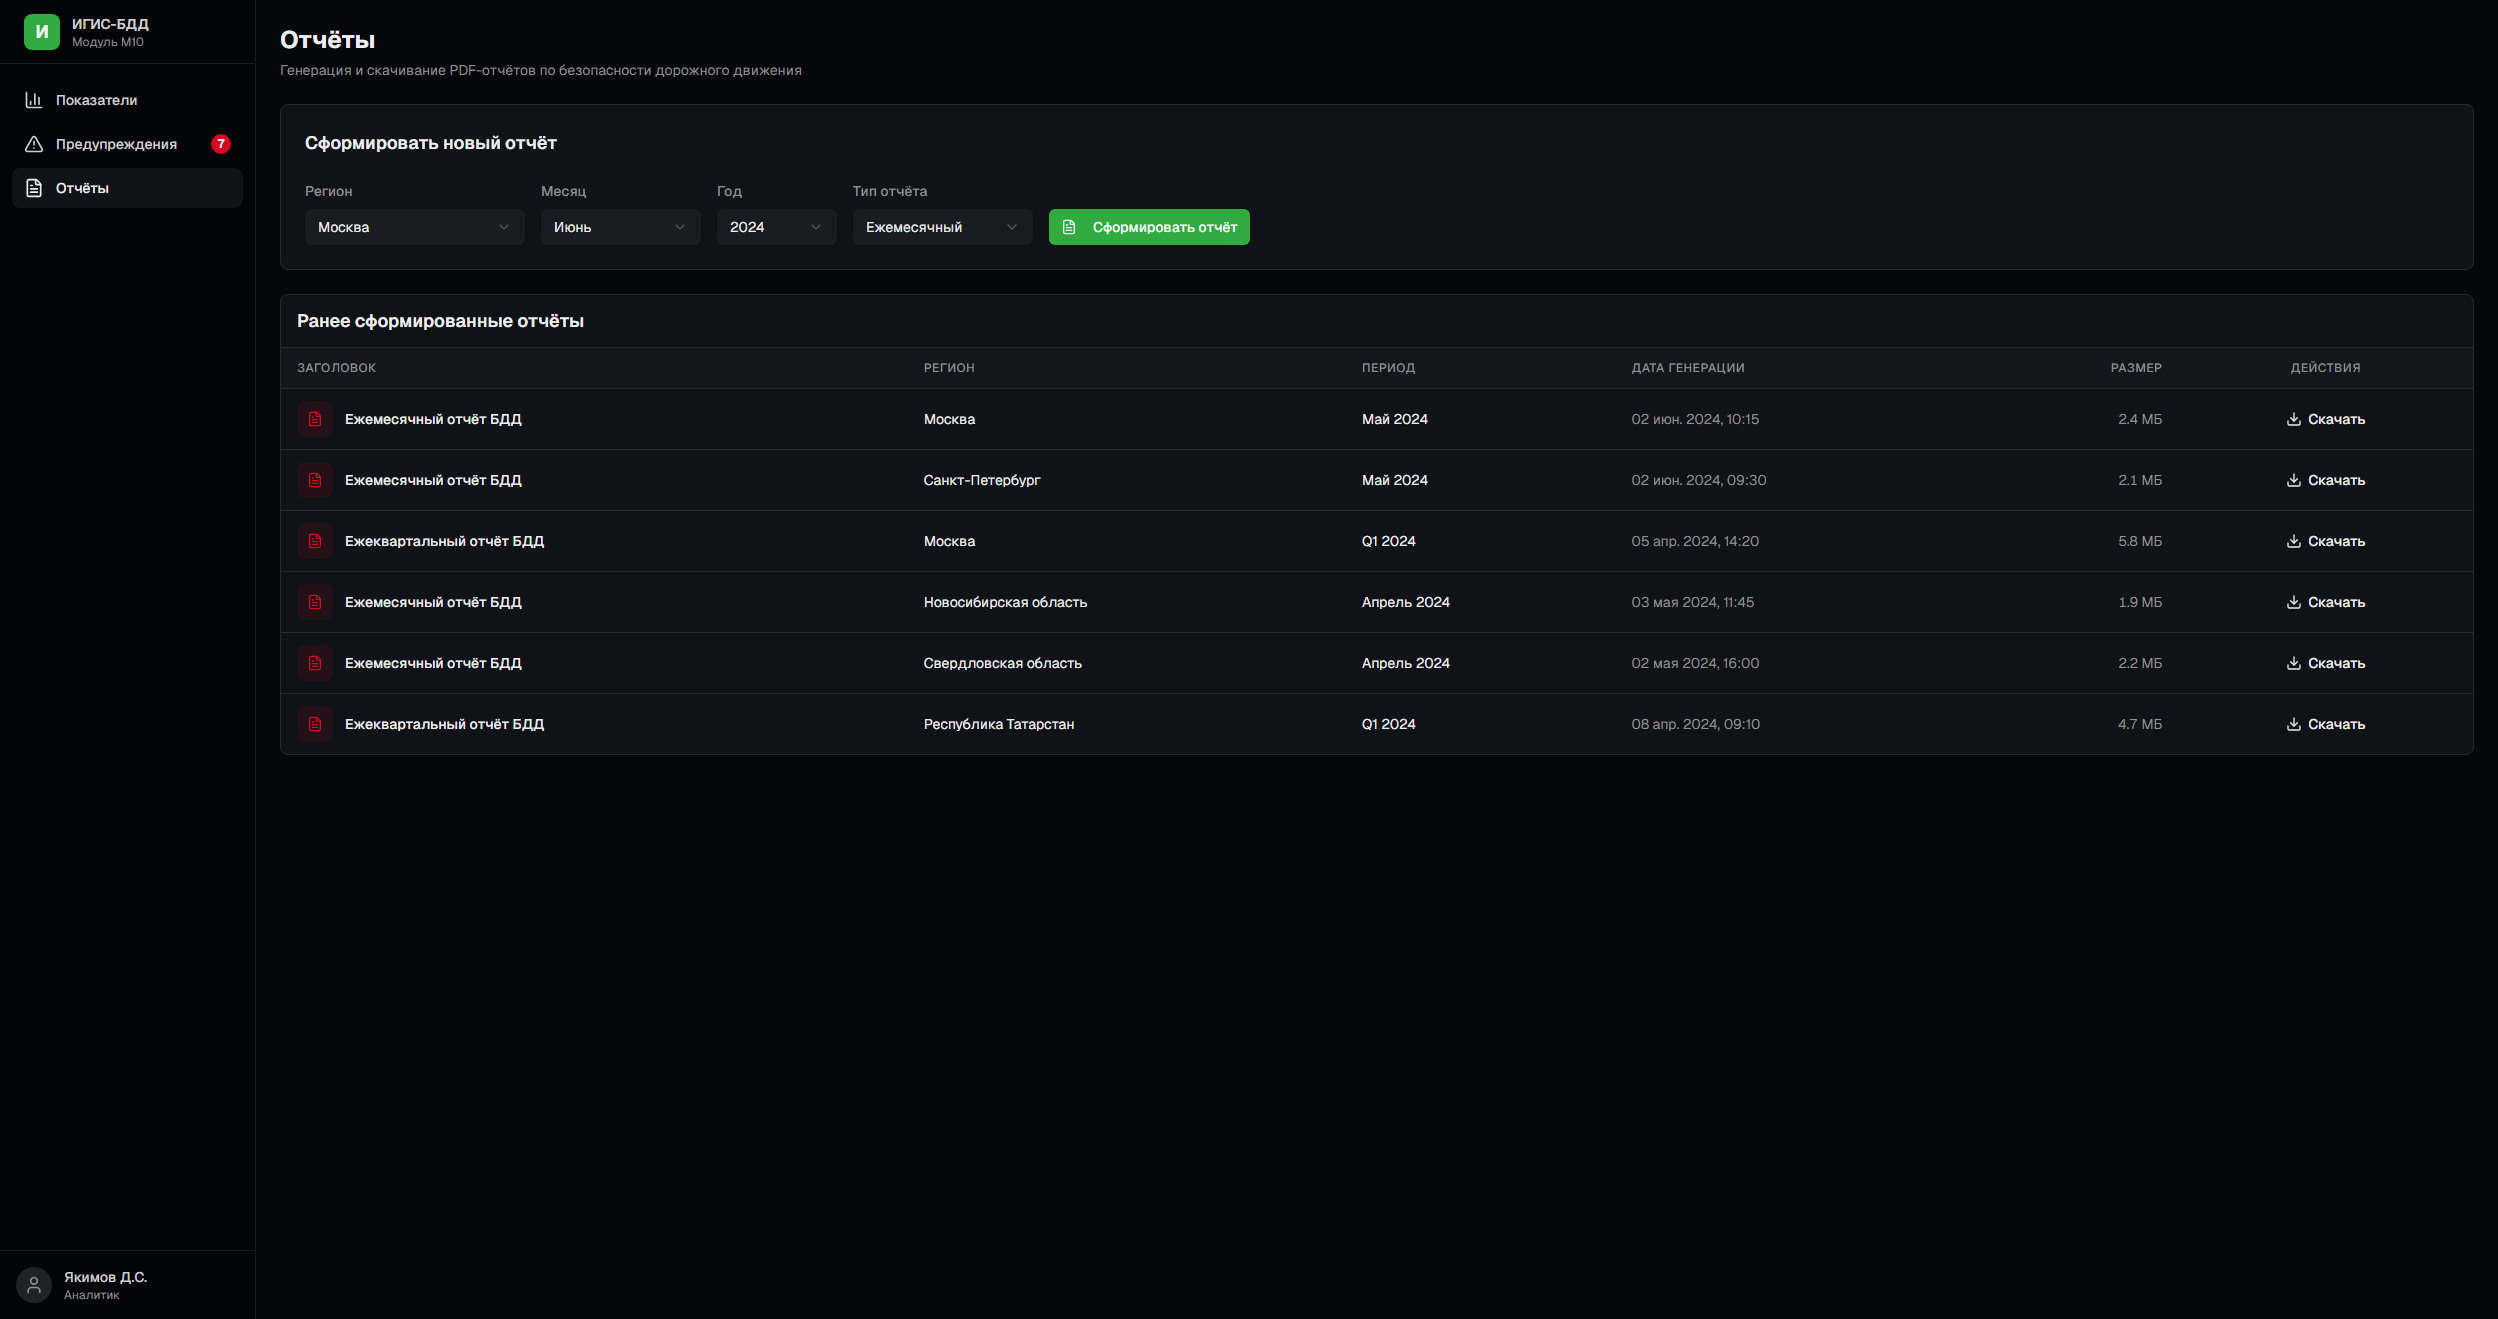 И
ИГИС-БДД
Модуль М10
Показатели
Предупреждения 7
Отчёты
Якимов Д.С.
Аналитик
Отчёты
Генерация и скачивание PDF-отчётов по безопасности дорожного движения
Сформировать новый отчёт
Регион Месяц Год Тип отчёта
Москва Июнь 2024 Ежемесячный Сформировать отчёт
Ранее сформированные отчёты
ЗАГОЛОВОК РЕГИОН ПЕРИОД ДАТА ГЕНЕРАЦИИ РАЗМЕР ДЕЙСТВИЯ
Ежемесячный отчёт БДД Москва Май 2024 02 июн. 2024, 10:15 2.4 МБ Скачать
Ежемесячный отчёт БДД Санкт-Петербург Май 2024 02 июн. 2024, 09:30 2.1 МБ Скачать
Ежеквартальный отчёт БДД Москва Q1 2024 05 апр. 2024, 14:20 5.8 МБ Скачать
Ежемесячный отчёт БДД Новосибирская область Апрель 2024 03 мая 2024, 11:45 1.9 МБ Скачать
Ежемесячный отчёт БДД Свердловская область Апрель 2024 02 мая 2024, 16:00 2.2 МБ Скачать
Ежеквартальный отчёт БДД Республика Татарстан Q1 2024 08 апр. 2024, 09:10 4.7 МБ Скачать